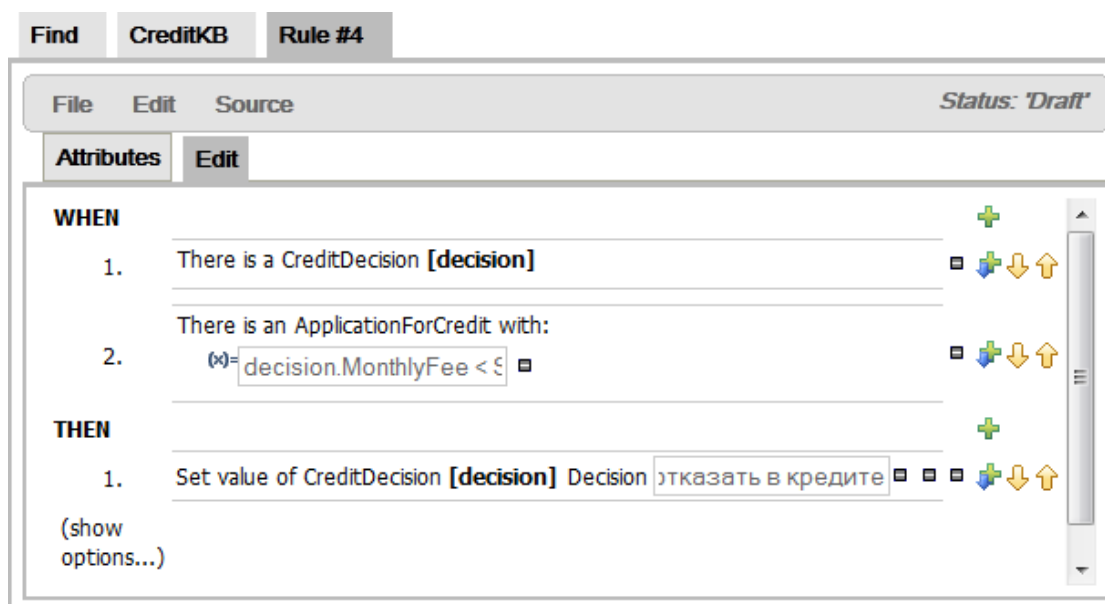 Find CreditKB Rule #4
File Edit Source Status: 'Draft'
Attributes Edit
WHEN
1. There is a CreditDecision [decision]
There is an ApplicationForCredit with:
2. (x)= decision.MonthlyFee <
THEN
1. Set value of CreditDecision [decision] Decision отказать в кредите
(show
options...)